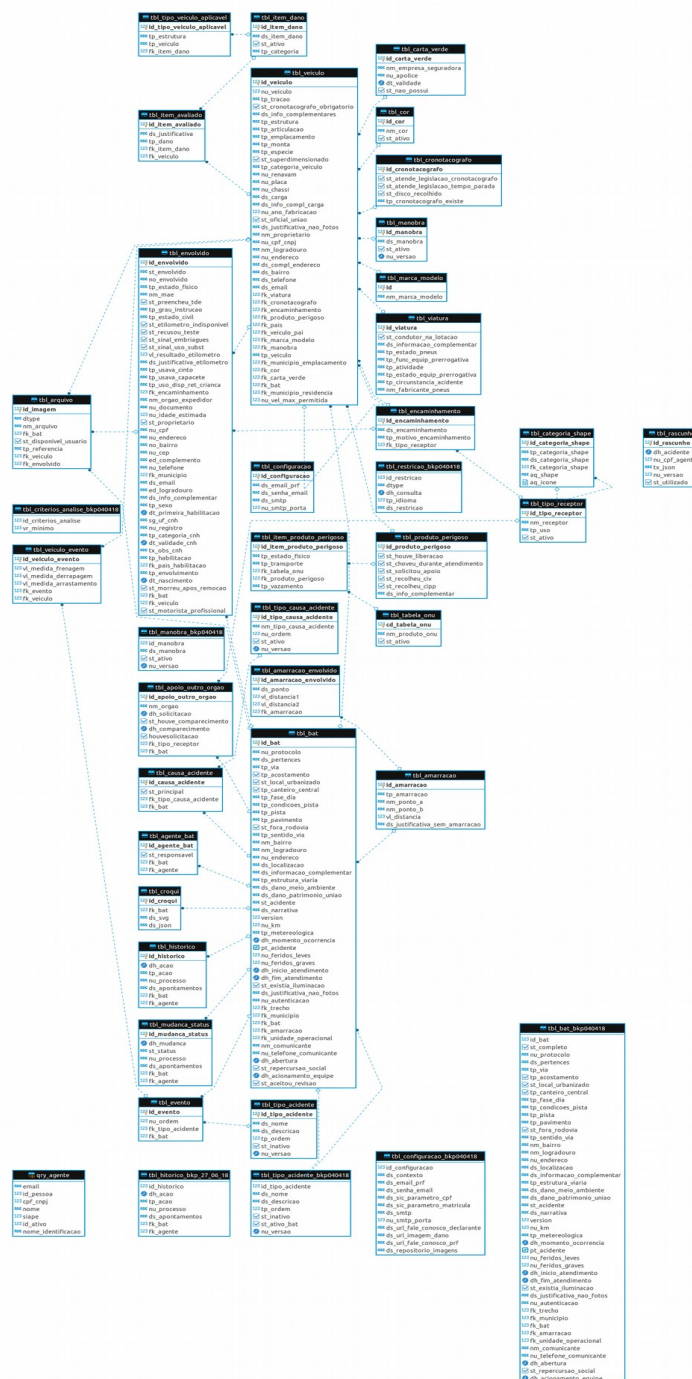 tbl_tipo_veiculo_aplicavel
id_tipo_veiculo_aplicavel
tp_estrutura
tp_veiculo
fk_item_dano
tbl_item_dano
id_item_dano
ds_item_dano
st_ativo
tp_categoria
tbl_carta_verde
id_carta_verde
nm_empresa_seguradora
nu_apolice
dt_validade
st_nao_possui
tbl_veiculo
id_veiculo
nu_veiculo
tp_tracao
st_cronotacografo_obrigatorio
ds_info_complementares
tp_estrutura
tp_articulacao
tp_emplacamento
tp_monta
tp_especie
st_superdimensionado
tp_categoria_veiculo
nu_renavam
nu_placa
nu_chassi
ds_carga
ds_info_compl_carga
nu_ano_fabricacao
st_oficial_uniao
ds_justificativa_nao_fotos
nm_proprietario
nu_cpf_cnpj
nm_logradouro
nu_endereco
ds_compl_endereco
ds_bairro
ds_telefone
ds_email
fk_viatura
fk_cronotacografo
fk_encaminhamento
fk_produto_perigoso
fk_pais
fk_veiculo_pai
fk_marca_modelo
fk_manobra
tp_veiculo
fk_municipio_emplacamento
fk_cor
fk_carta_verde
fk_bat
fk_municipio_residencia
nu_vel_max_permitida
tbl_item_avaliado
id_item_avaliado
ds_justificativa
tp_dano
fk_item_dano
fk_veiculo
tbl_cor
id_cor
nm_cor
st_ativo
tbl_cronotacografo
id_cronotacografo
st_atende_legislacao_cronotacografo
st_atende_legislacao_tempo_parada
st_disco_recolhido
tp_cronotacografo_existe
tbl_manobra
id_manobra
ds_manobra
st_ativo
nu_versao
tbl_marca_modelo
id
nm_marca_modelo
tbl_viatura
id_viatura
st_condutor_na_lotacao
ds_informacao_complementar
tp_estado_pneus
tp_func_equip_prerrogativa
tp_atividade
tp_estado_equip_prerrogativa
tp_circunstancia_acidente
nm_fabricante_pneus
tbl_envolvido
id_envolvido
st_envolvido
no_envolvido
tp_estado_fisico
nm_mae
st_preencheu_tde
tp_grau_instrucao
tp_estado_civil
st_etilometro_indisponivel
st_recusou_teste
st_sinal_embriagues
st_sinal_uso_subst
vl_resultado_etilometro
ds_justificativa_etilometro
tp_usava_cinto
tp_usava_capacete
tp_uso_disp_ret_crianca
fk_encaminhamento
nm_orgao_expedidor
nu_documento
nu_idade_estimada
st_proprietario
nu_cpf
nu_endereco
no_bairro
nu_cep
ed_complemento
nu_telefone
fk_municipio
ds_email
ed_logradouro
ds_info_complementar
tp_sexo
dt_primeira_habilitacao
sg_uf_cnh
nu_registro
tp_categoria_cnh
dt_validade_cnh
tx_obs_cnh
tp_habilitacao
fk_pais_habilitacao
tp_envolvimento
dt_nascimento
st_morreu_apos_remocao
fk_bat
fk_veiculo
st_motorista_profissional
tbl_arquivo
id_imagem
dtype
nm_arquivo
fk_bat
st_disponivel_usuario
tp_referencia
fk_veiculo
fk_envolvido
tbl_encaminhamento
id_encaminhamento
ds_encaminhamento
tp_motivo_encaminhamento
fk_tipo_receptor
tbl_categoria_shape
id_categoria_shape
tp_categoria_shape
ds_categoria_shape
fk_categoria_shape
aq_shape
aq_icone
tbl_rascunho
id_rascunho
dh_acidente
nu_cpf_agent
tx_json
nu_versao
st_utilizado
tbl_configuracao
id_configuracao
ds_email_prf
ds_senha_email
ds_smtp
nu_smtp_porta
tbl_restricao_bkp040418
id_restricao
dtype
dh_consulta
tp_idioma
ds_restricao
tbl_tipo_receptor
id_tipo_receptor
nm_receptor
tp_uso
st_ativo
tbl_criterios_analise_bkp040418
id_criterios_analise
vr_minimo
tbl_veiculo_evento
id_veiculo_evento
vl_medida_frenagem
vl_medida_derrapagem
vl_medida_arrastamento
fk_evento
fk_veiculo
tbl_item_produto_perigoso
id_item_produto_perigoso
tp_estado_fisico
tp_transporte
fk_tabela_onu
fk_produto_perigoso
tp_vazamento
tbl_produto_perigoso
id_produto_perigoso
st_houve_liberacao
st_choveu_durante_atendimento
st_solicitou_apoio
st_recolheu_civ
st_recolheu_cipp
ds_info_complementar
tbl_tipo_causa_acidente
id_tipo_causa_acidente
nm_tipo_causa_acidente
nu_ordem
st_ativo
nu_versao
tbl_tabela_onu
cd_tabela_onu
nm_produto_onu
st_ativo
tbl_manobra_bkp040418
id_manobra
ds_manobra
st_ativo
nu_versao
tbl_amarracao_envolvido
id_amarracao_envolvido
ds_ponto
vl_distancia1
vl_distancia2
fk_amarracao
tbl_apoio_outro_orgao
id_apoio_outro_orgao
nm_orgao
dh_solicitacao
st_houve_comparecimento
dh_comparecimento
houvesolicitacao
fk_tipo_receptor
fk_bat
tbl_bat
id_bat
nu_protocolo
ds_pertences
tp_via
tp_acostamento
st_local_urbanizado
tp_canteiro_central
tp_fase_dia
tp_condicoes_pista
tp_pista
tp_pavimento
st_fora_rodovia
tp_sentido_via
nm_bairro
nm_logradouro
nu_endereco
ds_localizacao
ds_informacao_complementar
tp_estrutura_viaria
ds_dano_meio_ambiente
ds_dano_patrimonio_uniao
st_acidente
ds_narrativa
version
nu_km
tp_metereologica
dh_momento_ocorrencia
pt_acidente
nu_feridos_leves
nu_feridos_graves
dh_inicio_atendimento
dh_fim_atendimento
st_existia_iluminacao
ds_justificativa_nao_fotos
nu_autenticacao
fk_trecho
fk_municipio
fk_bat
fk_amarracao
fk_unidade_operacional
nm_comunicante
nu_telefone_comunicante
dh_abertura
st_repercursao_social
dh_acionamento_equipe
st_aceitou_revisao
tbl_causa_acidente
id_causa_acidente
st_principal
fk_tipo_causa_acidente
fk_bat
tbl_amarracao
id_amarracao
tp_amarracao
nm_ponto_a
nm_ponto_b
vl_distancia
ds_justificativa_sem_amarracao
tbl_agente_bat
id_agente_bat
st_responsavel
fk_bat
fk_agente
tbl_croqui
id_croqui
fk_bat
ds_svg
ds_json
tbl_historico
id_historico
dh_acao
tp_acao
nu_processo
ds_apontamentos
fk_bat
fk_agente
tbl_mudanca_status
id_mudanca_status
dh_mudanca
st_status
nu_processo
ds_apontamentos
fk_bat
fk_agente
tbl_evento
id_evento
nu_ordem
fk_tipo_acidente
fk_bat
tbl_tipo_acidente
id_tipo_acidente
ds_nome
ds_descricao
tp_ordem
st_inativo
nu_versao
qry_agente
email
id_pessoa
cpf_cnpj
nome
siape
id_ativo
nome_identificacao
tbl_hitorico_bkp_27_06_18
id_historico
dh_acao
tp_acao
nu_processo
ds_apontamentos
fk_bat
fk_agente
tbl_tipo_acidente_bkp040418
id_tipo_acidente
ds_nome
ds_descricao
tp_ordem
st_inativo
st_ativo_bat
nu_versao
tbl_configuracao_bkp040418
id_configuracao
ds_contexto
ds_email_prf
ds_senha_email
ds_sic_parametro_cpf
ds_sic_parametro_matricula
ds_smtp
nu_smtp_porta
ds_url_fale_conosco_declarante
ds_url_imagem_dano
ds_url_fale_conosco_prf
ds_repositorio_imagens
tbl_bat_bkp040418
id_bat
st_completo
nu_protocolo
ds_pertences
tp_via
tp_acostamento
st_local_urbanizado
tp_canteiro_central
tp_fase_dia
tp_condicoes_pista
tp_pista
tp_pavimento
st_fora_rodovia
tp_sentido_via
nm_bairro
nm_logradouro
nu_endereco
ds_localizacao
ds_informacao_complementar
tp_estrutura_viaria
ds_dano_meio_ambiente
ds_dano_patrimonio_uniao
st_acidente
ds_narrativa
version
nu_km
tp_metereologica
dh_momento_ocorrencia
pt_acidente
nu_feridos_leves
nu_feridos_graves
dh_inicio_atendimento
dh_fim_atendimento
st_existia_iluminacao
ds_justificativa_nao_fotos
nu_autenticacao
fk_trecho
fk_municipio
fk_bat
fk_amarracao
fk_unidade_operacional
nm_comunicante
nu_telefone_comunicante
dh_abertura
st_repercursao_social
dh_acionamento_equipe